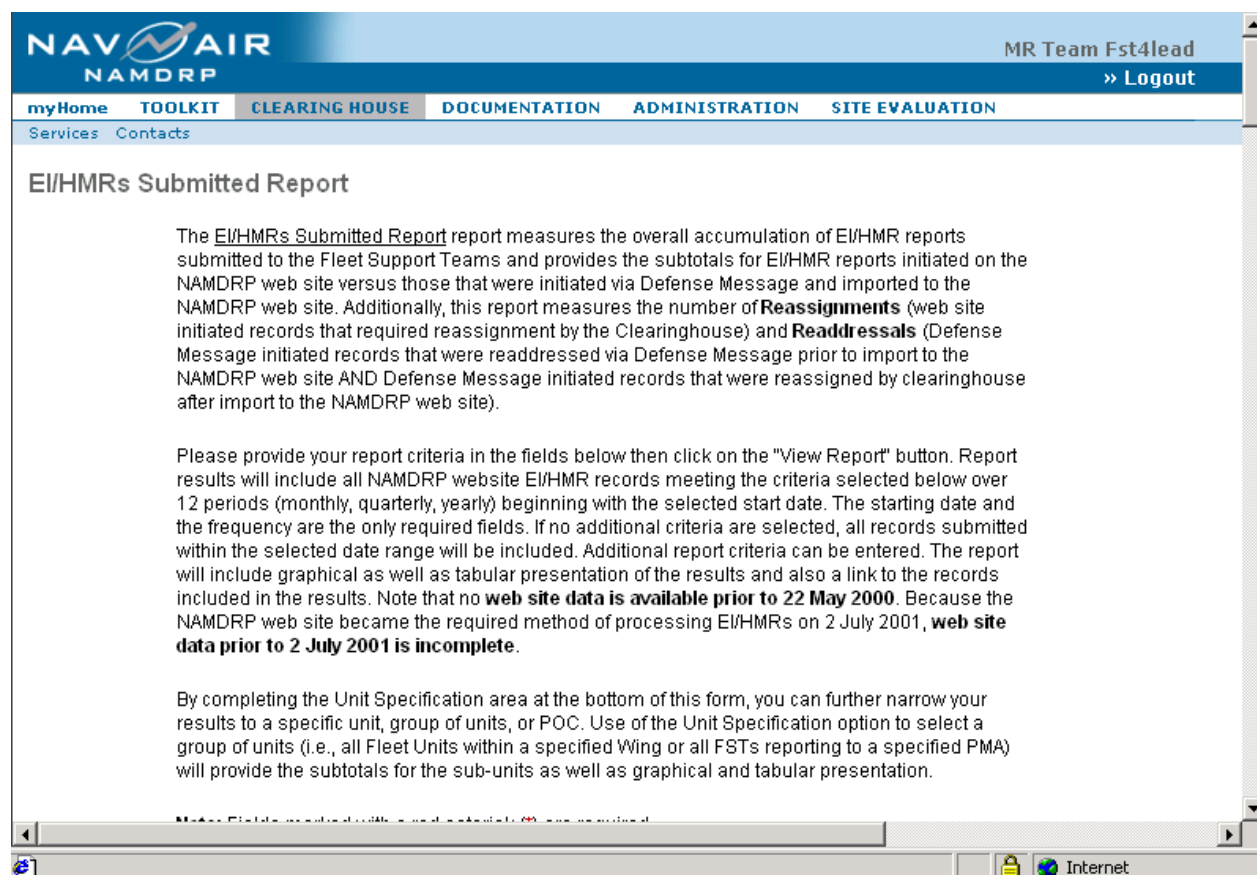 NAV AIR
NAMDRP
MR Team Fst4lead
» Logout
myHome TOOLKIT CLEARING HOUSE DOCUMENTATION ADMINISTRATION SITE EVALUATION
Services Contacts
EI/HMRs Submitted Report
The EI/HMRs Submitted Report report measures the overall accumulation of EI/HMR reports
submitted to the Fleet Support Teams and provides the subtotals for EI/HMR reports initiated on the
NAMDRP web site versus those that were initiated via Defense Message and imported to the
NAMDRP web site. Additionally, this report measures the number of Reassignments (web site
initiated records that required reassignment by the Clearinghouse) and Readdressals (Defense
Message initiated records that were readdressed via Defense Message prior to import to the
NAMDRP web site AND Defense Message initiated records that were reassigned by clearinghouse
after import to the NAMDRP web site).
Please provide your report criteria in the fields below then click on the "View Report" button. Report
results will include all NAMDRP website EI/HMR records meeting the criteria selected below over
12 periods (monthly, quarterly, yearly) beginning with the selected start date. The starting date and
the frequency are the only required fields. If no additional criteria are selected, all records submitted
within the selected date range will be included. Additional report criteria can be entered. The report
will include graphical as well as tabular presentation of the results and also a link to the records
included in the results. Note that no web site data is available prior to 22 May 2000. Because the
NAMDRP web site became the required method of processing EI/HMRs on 2 July 2001, web site
data prior to 2 July 2001 is incomplete.
By completing the Unit Specification area at the bottom of this form, you can further narrow your
results to a specific unit, group of units, or POC. Use of the Unit Specification option to select a
group of units (i.e., all Fleet Units within a specified Wing or all FSTs reporting to a specified PMA)
will provide the subtotals for the sub-units as well as graphical and tabular presentation.
Note: Fields marked with a red asterisk (*) are required
Internet